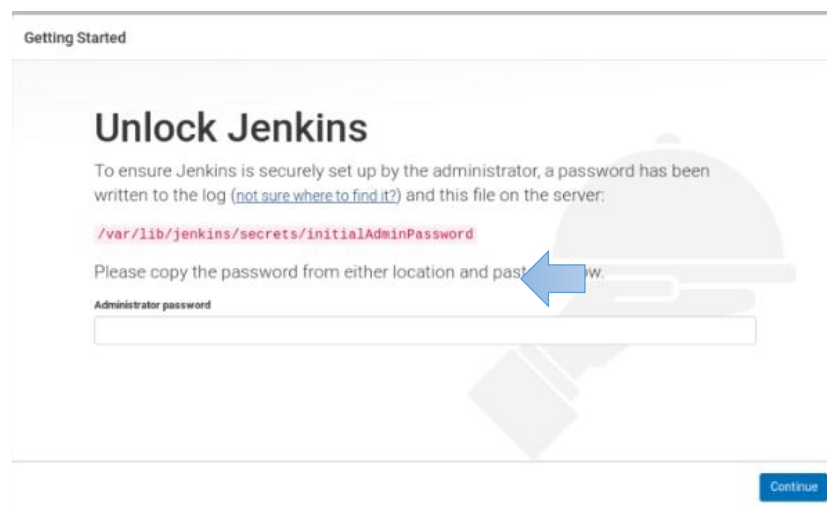 Getting Started
Unlock Jenkins
To ensure Jenkins is securely set up by the administrator, a password has been
written to the log (not sure where to find it?) and this file on the server:
/var/lib/jenkins/secrets/initialAdminPassword
Please copy the password from either location and past
Administrator password
Continue